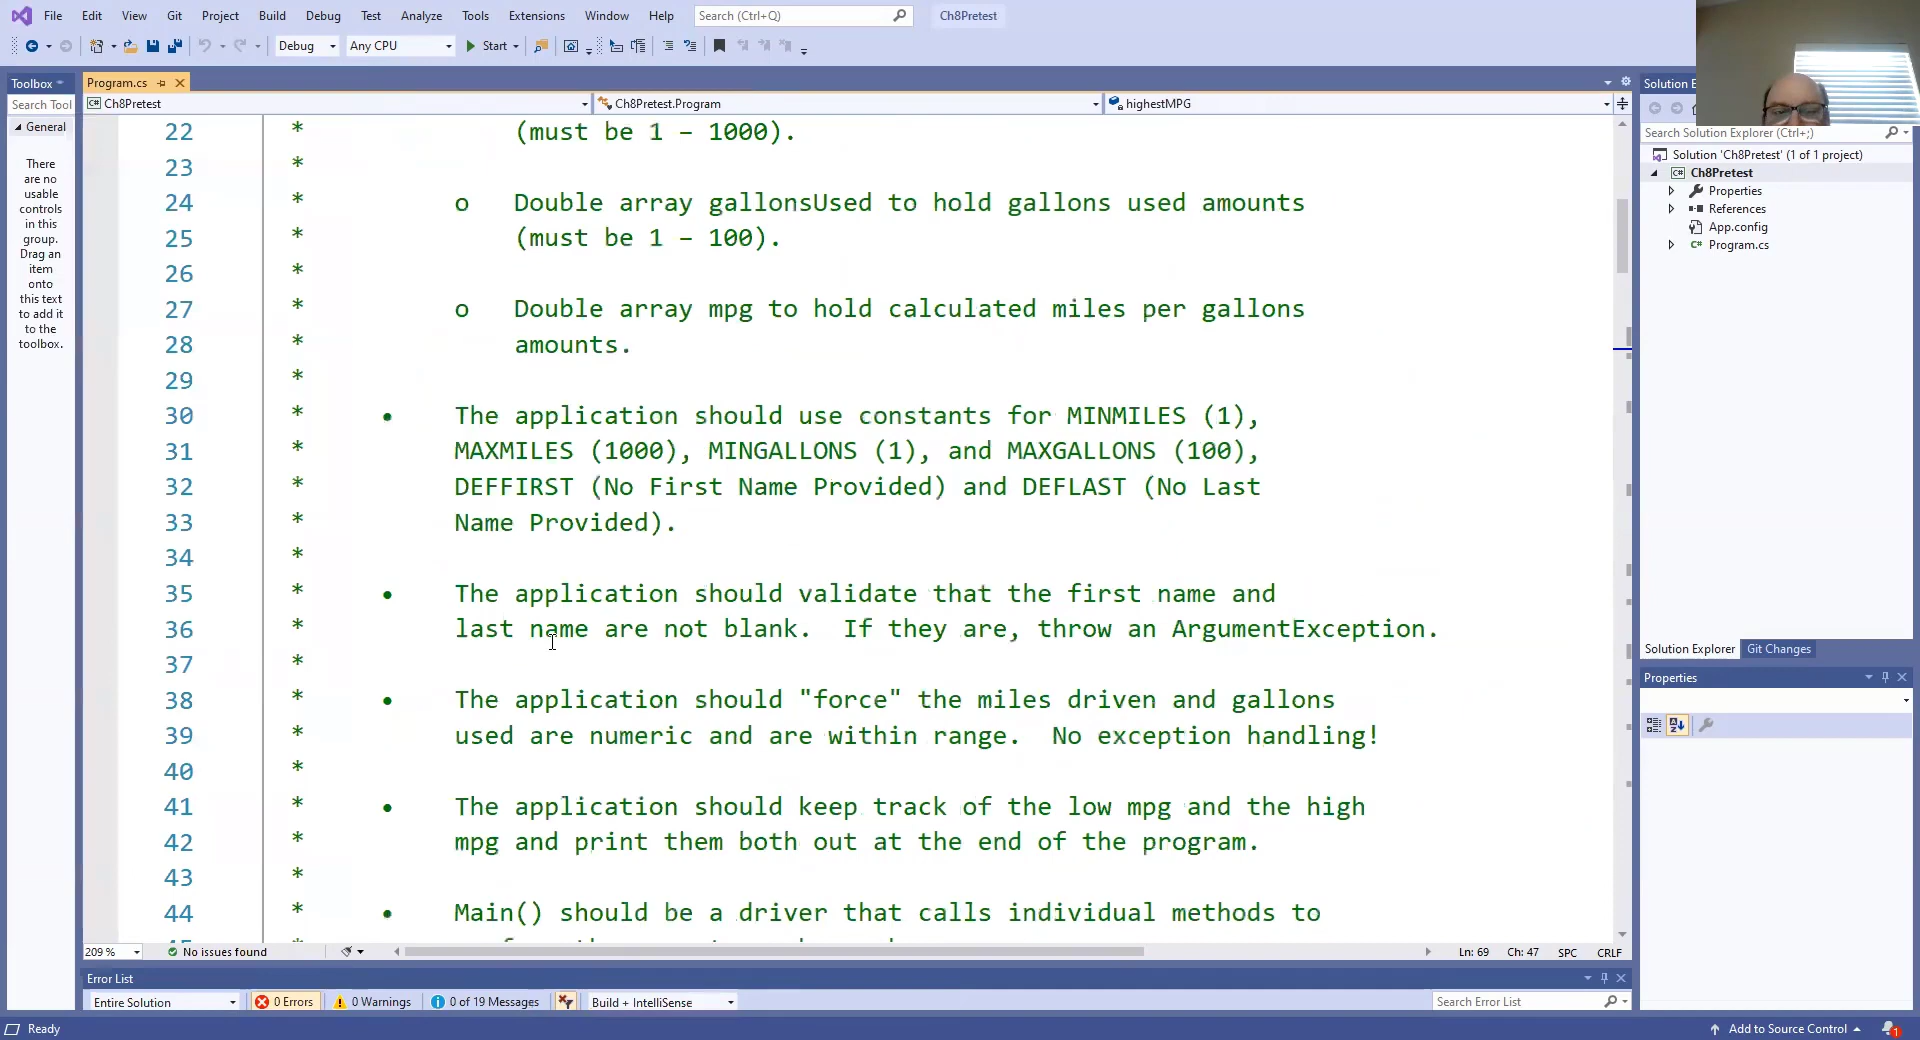 File Edit View Git Project Build Debug Test Analyze Tools Extensions Window Help Search (Ctrl+Q) Ch8Pretest
Debug Any CPU Start
Toolbox
Search Tool
General
There
are no
usable
controls
in this
group.
Drag an
item
onto
this text
to add it
to the
toolbox.
Program.cs
Ch8Pretest Ch8Pretest.Program highestMPG
22 * (must be 1 – 1000).
23 *
24 * o Double array gallonsUsed to hold gallons used amounts
25 * (must be 1 – 100).
26 *
27 * o Double array mpg to hold calculated miles per gallons
28 * amounts.
29 *
30 * • The application should use constants for MINMILES (1),
31 * MAXMILES (1000), MINGALLONS (1), and MAXGALLONS (100),
32 * DEFFIRST (No First Name Provided) and DEFLAST (No Last
33 * Name Provided).
34 *
35 * • The application should validate that the first name and
36 * last name are not blank.  If they are, throw an ArgumentException.
37 *
38 * • The application should "force" the miles driven and gallons
39 * used are numeric and are within range.  No exception handling!
40 *
41 * • The application should keep track of the low mpg and the high
42 * mpg and print them both out at the end of the program.
43 *
44 * • Main() should be a driver that calls individual methods to
209 % No issues found Ln: 69 Ch: 47 SPC CRLF
Error List
Entire Solution 0 Errors 0 Warnings 0 of 19 Messages Build + IntelliSense Search Error List
Ready Add to Source Control 1
Solution E
Search Solution Explorer (Ctrl+;)
Solution 'Ch8Pretest' (1 of 1 project)
C# Ch8Pretest
Properties
References
App.config
C# Program.cs
Solution Explorer Git Changes
Properties